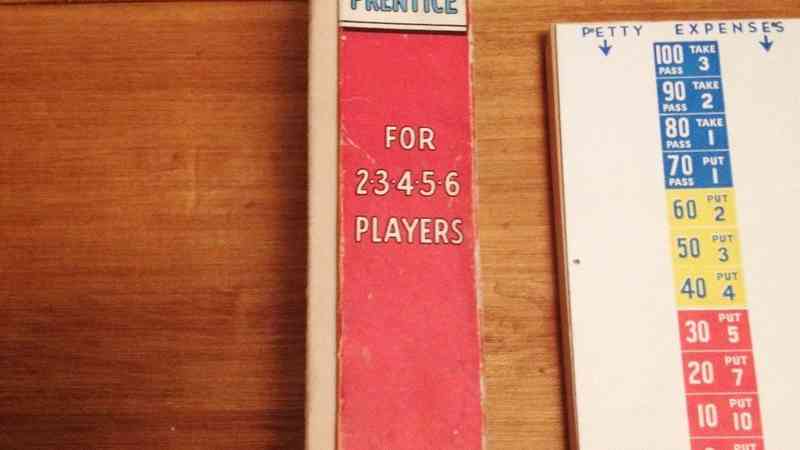 PRENTICE
FOR
2·3·4·5·6
PLAYERS
PETTY EXPENSES
100 PASS TAKE 3
90 PASS TAKE 2
80 PASS TAKE 1
70 PASS PUT 1
60 PUT 2
50 PUT 3
40 PUT 4
30 PUT 5
20 PUT 7
10 PUT 10
PUT